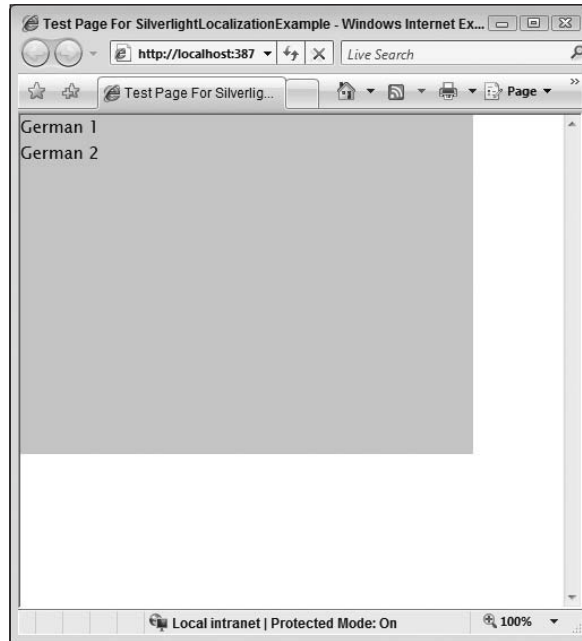 Test Page For SilverlightLocalizationExample - Windows Internet Ex...
http://localhost:387
Live Search
Test Page For Silverlig...
Page
German 1
German 2
Local intranet | Protected Mode: On
100%